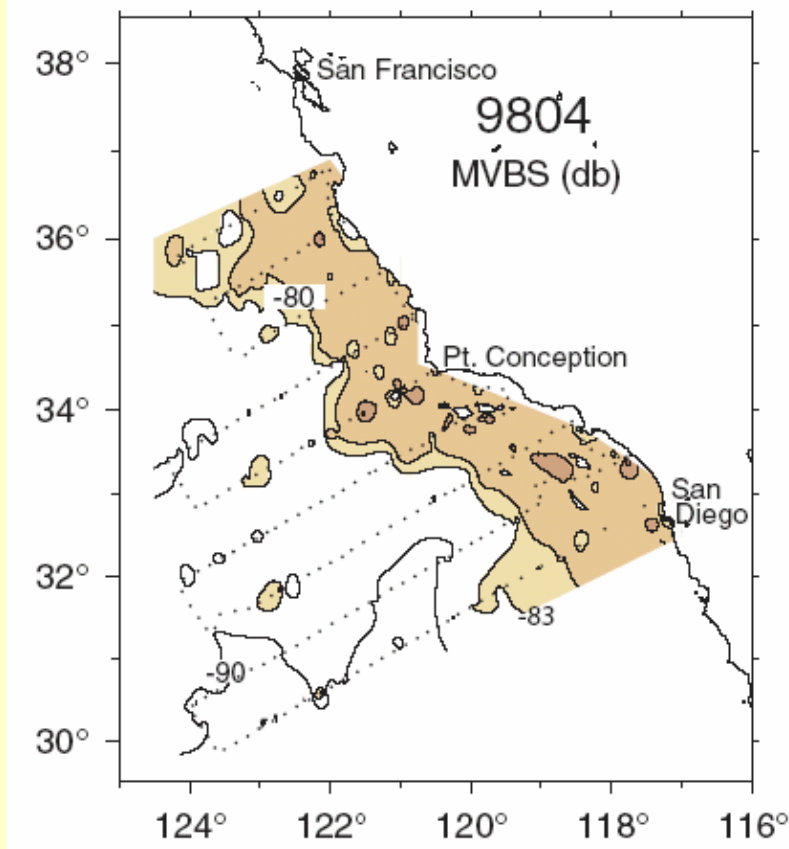 38°
San Francisco
9804
MVBS (db)
36°
-80
Pt. Conception
34°
San
Diego
32°
-83
-90
30°
124°
122°
120°
118°
116°